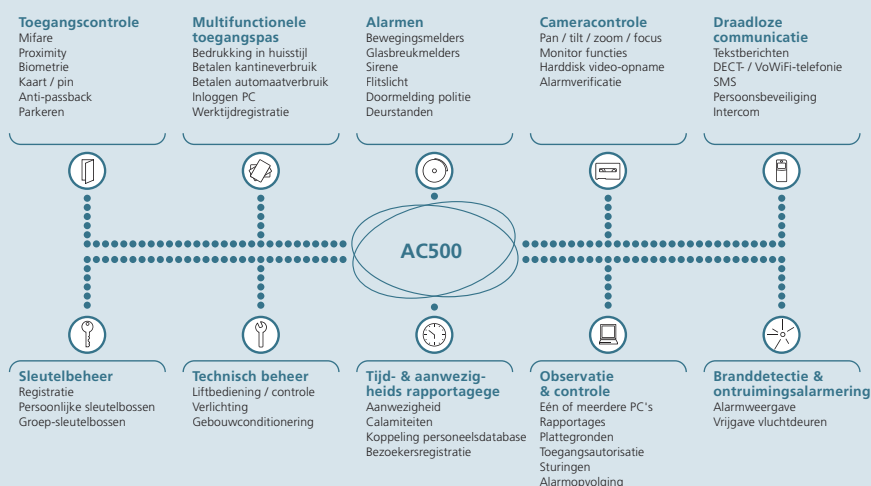 Toegangscontrole
Mifare
Proximity
Biometrie
Kaart / pin
Anti-passback
Parkeren
Multifunctionele
toegangspas
Bedrukking in huisstijl
Betalen kantineverbruik
Betalen automaatverbruik
Inloggen PC
Werktijdregistratie
Alarmen
Bewegingsmelders
Glasbreukmelders
Sirene
Flitslicht
Doormelding politie
Deurstanden
Cameracontrole
Pan / tilt / zoom / focus
Monitor functies
Harddisk video-opname
Alarmverificatie
Draadloze
communicatie
Tekstberichten
DECT- / VoWiFi-telefonie
SMS
Persoonsbeveiliging
Intercom
AC500
Sleutelbeheer
Registratie
Persoonlijke sleutelbossen
Groep-sleutelbossen
Technisch beheer
Liftbediening / controle
Verlichting
Gebouwconditionering
Tijd- & aanwezig-
heids rapportagege
Aanwezigheid
Calamiteiten
Koppeling personeelsdatabase
Bezoekersregistratie
Observatie
& controle
Eén of meerdere PC's
Rapportages
Plattegronden
Toegangsautorisatie
Sturingen
Alarmopvolging
Branddetectie &
ontruimingsalarmering
Alarmweergave
Vrijgave vluchtdeuren